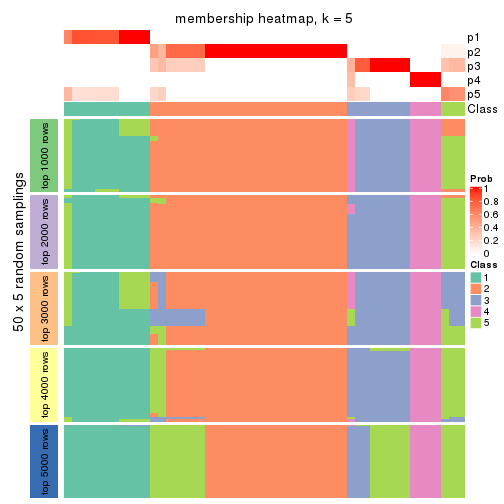 membership heatmap, k = 5
p1
p2
p3
p4
p5
Class
50 x 5 random samplings
top 1000 rows
top 2000 rows
top 3000 rows
top 4000 rows
top 5000 rows
Prob
1
0.8
0.6
0.4
0.2
0
Class
1
2
3
4
5